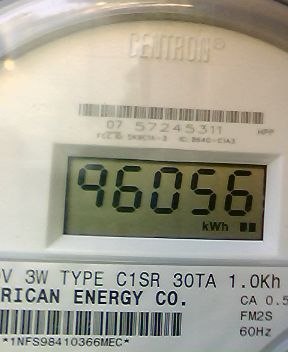 CENTRON®
07 57245311 HPP
96056
kWh
V 3W TYPE C1SR 30TA 1.0Kh
RICAN ENERGY CO.
CA 0.5
FM2S
60Hz
*1NFS98410366MEC*